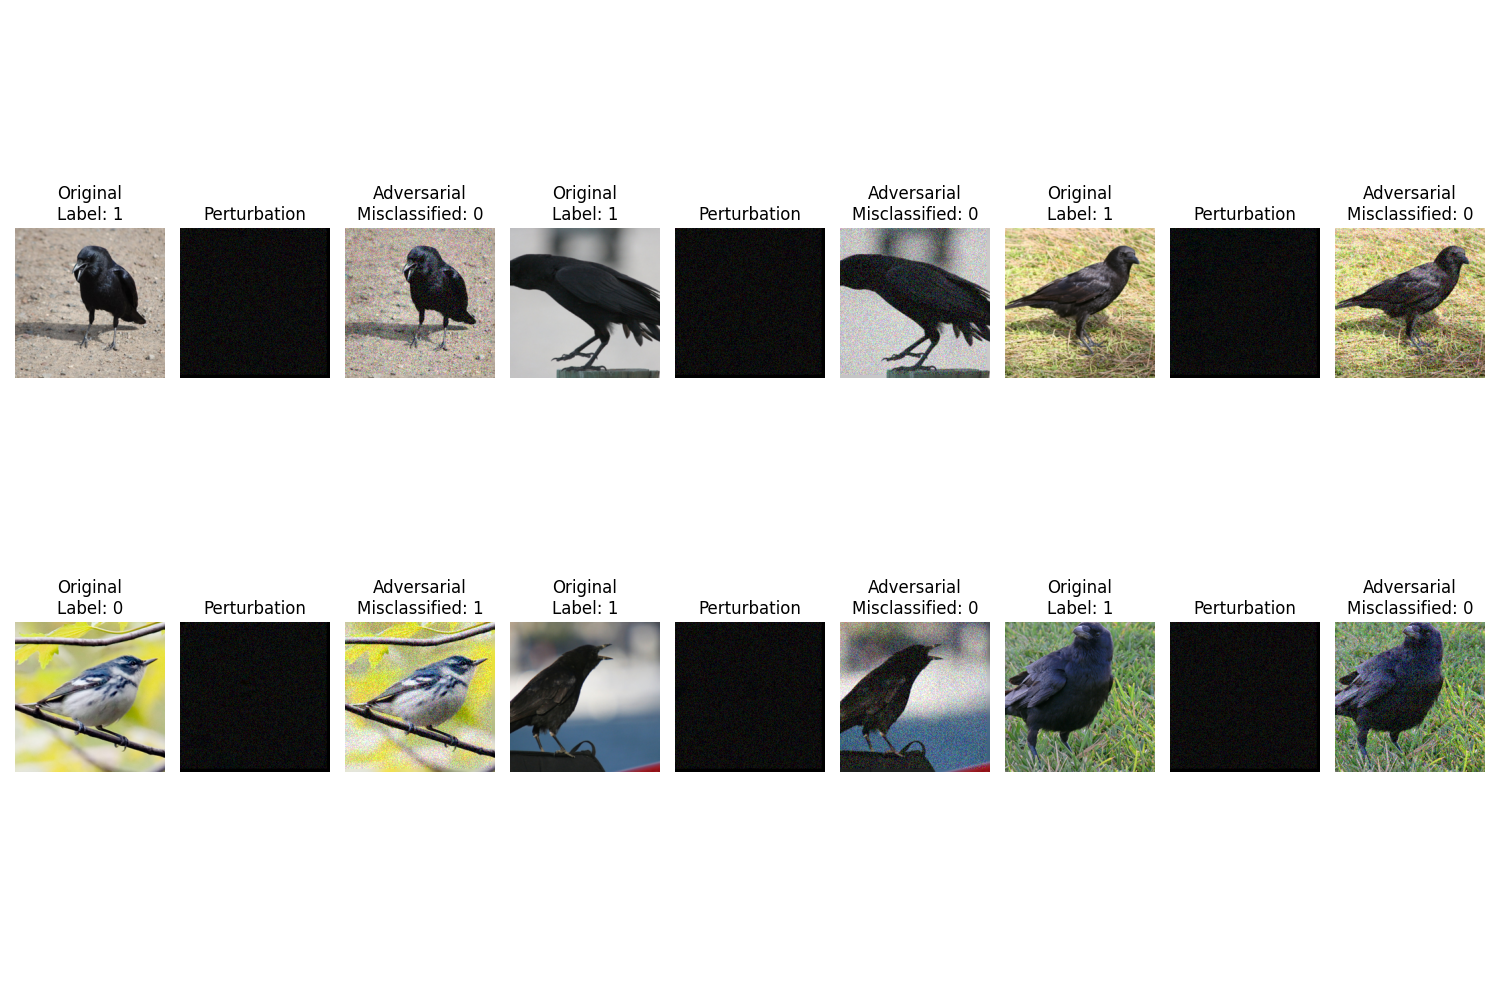 Original
Label: 1
Perturbation
Adversarial
Misclassified: 0
Original
Label: 1
Perturbation
Adversarial
Misclassified: 0
Original
Label: 1
Perturbation
Adversarial
Misclassified: 0
Original
Label: 0
Perturbation
Adversarial
Misclassified: 1
Original
Label: 1
Perturbation
Adversarial
Misclassified: 0
Original
Label: 1
Perturbation
Adversarial
Misclassified: 0